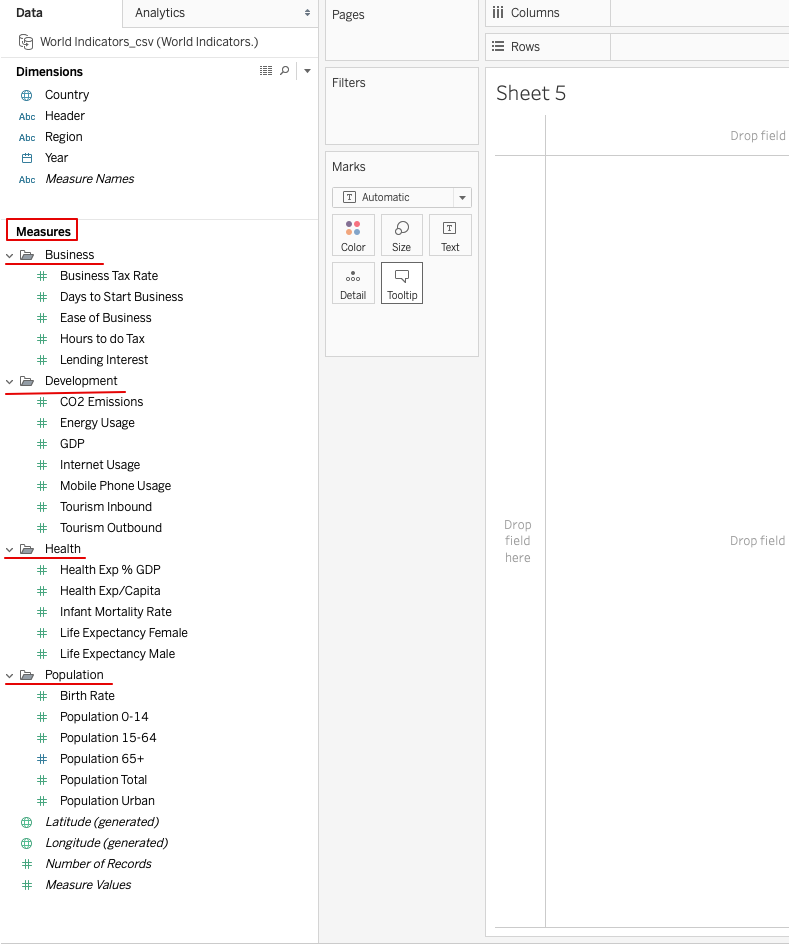 Data
Analytics
World Indicators_csv (World Indicators.)
Dimensions
Country
Abc Header
Abc Region
Year
Abc Measure Names
Measures
Business
Business Tax Rate
Days to Start Business
Ease of Business
Hours to do Tax
Lending Interest
Development
CO2 Emissions
Energy Usage
GDP
Internet Usage
Mobile Phone Usage
Tourism Inbound
Tourism Outbound
Health
Health Exp % GDP
Health Exp/Capita
Infant Mortality Rate
Life Expectancy Female
Life Expectancy Male
Population
Birth Rate
Population 0-14
Population 15-64
Population 65+
Population Total
Population Urban
Latitude (generated)
Longitude (generated)
Number of Records
Measure Values
Pages
Filters
Marks
T Automatic
Color
Size
T
Text
Detail
Tooltip
Columns
Rows
Sheet 5
Drop field
Drop
field
here
Drop field